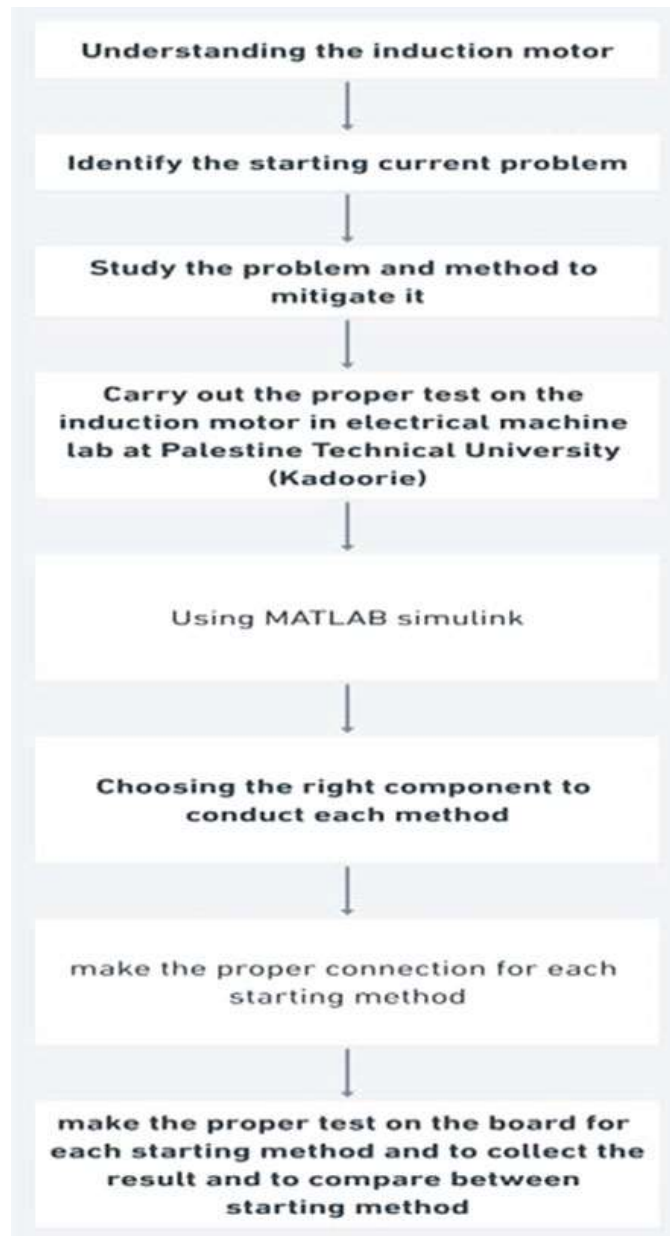 Understanding the induction motor
Identify the starting current problem
Study the problem and method to
mitigate it
Carry out the proper test on the
induction motor in electrical machine
lab at Palestine Technical University
(Kadoorie)
Using MATLAB simulink
Choosing the right component to
conduct each method
make the proper connection for each
starting method
make the proper test on the board for
each starting method and to collect the
result and to compare between
starting method